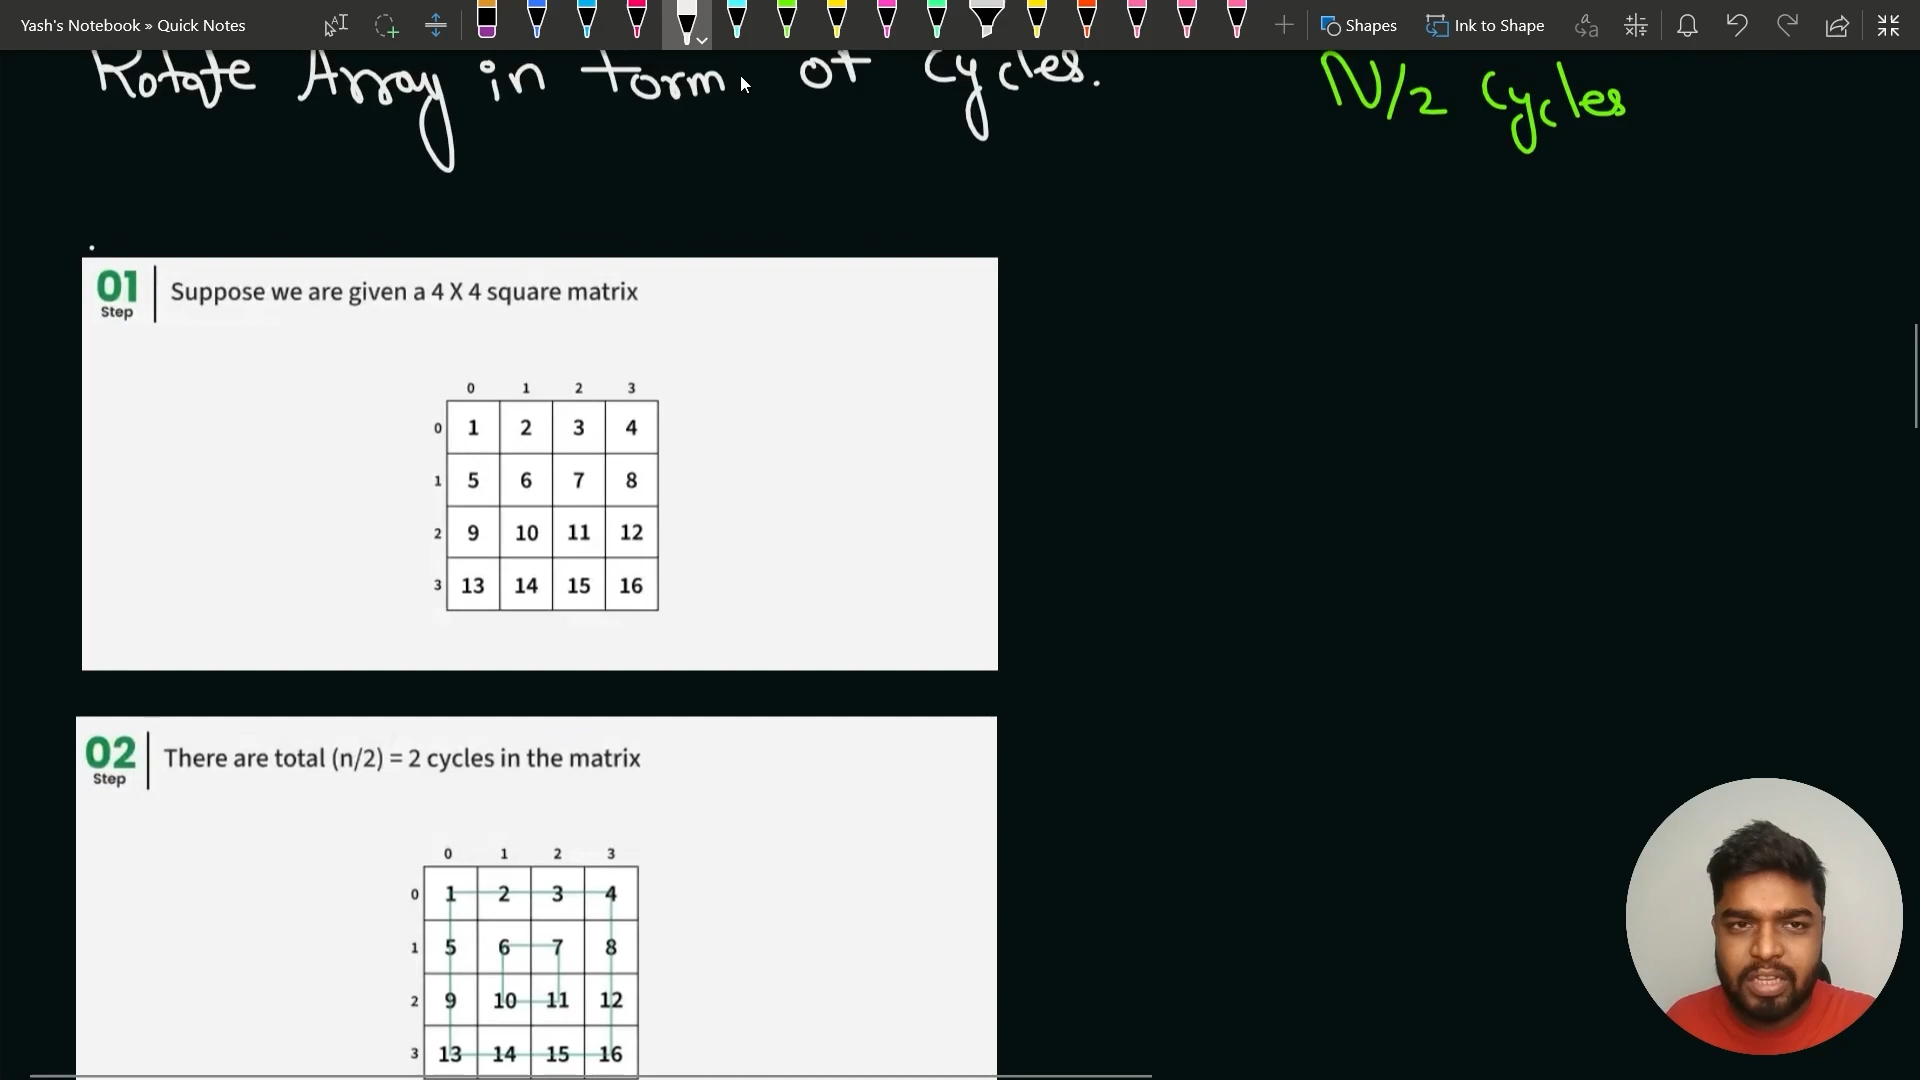 Yash's Notebook » Quick Notes
Shapes
Ink to Shape
Rotate Array in form of Cycles.
N/2 Cycles
01
Step
Suppose we are given a 4 X 4 square matrix
0 1 2 3
0 1 2 3 4
1 5 6 7 8
2 9 10 11 12
3 13 14 15 16
02
Step
There are total (n/2) = 2 cycles in the matrix
0 1 2 3
0 1 2 3 4
1 5 6 7 8
2 9 10 11 12
3 13 14 15 16